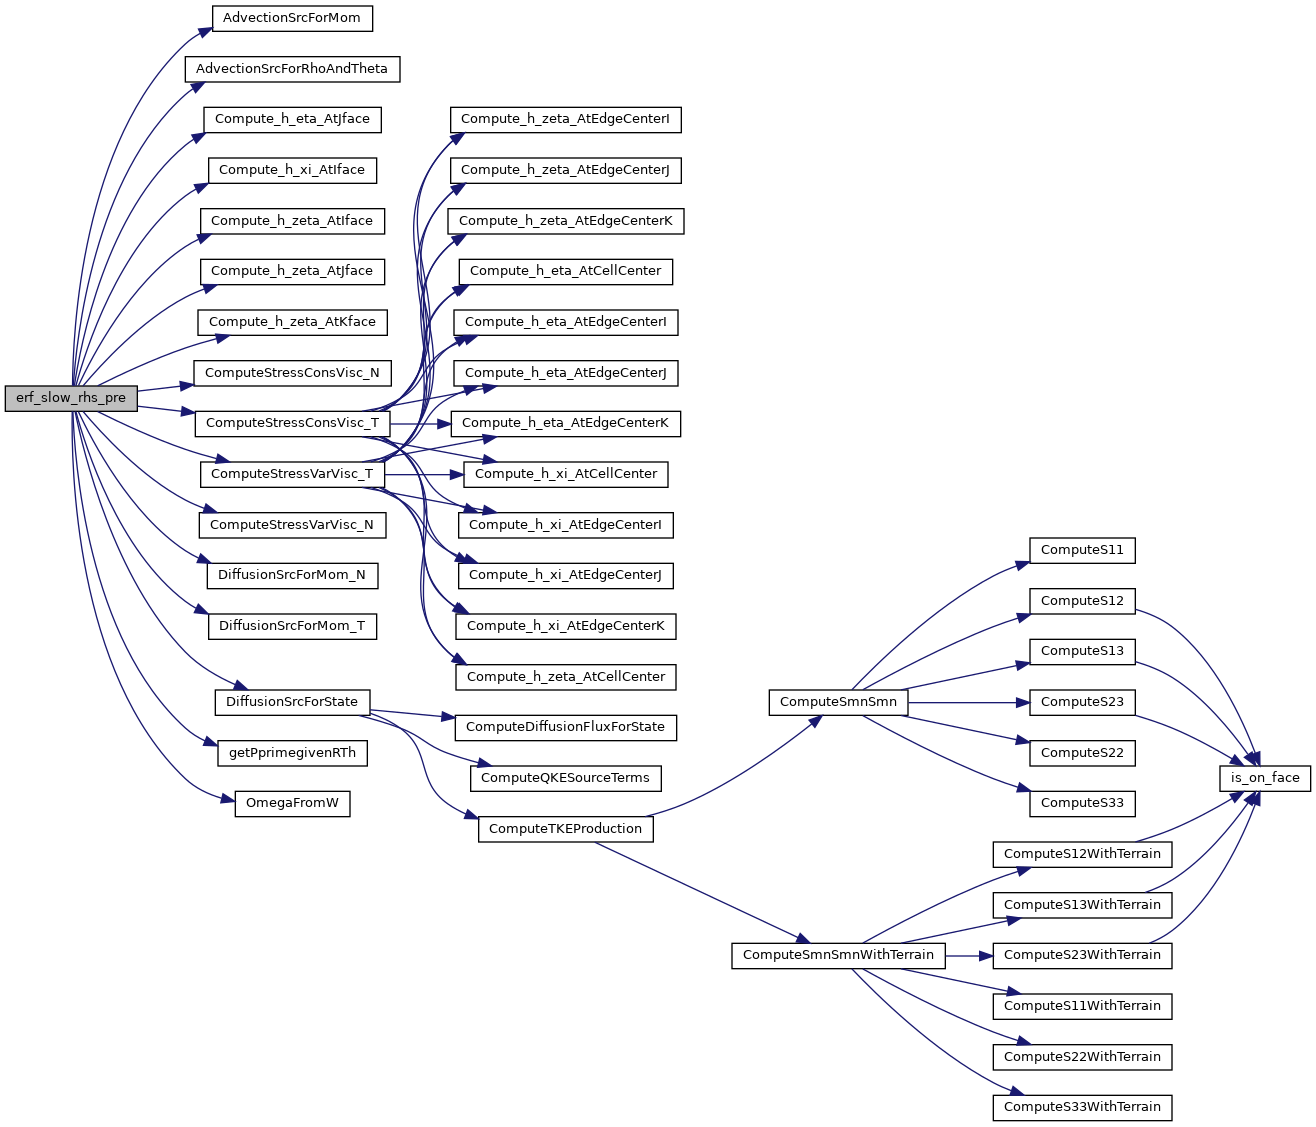 erf_slow_rhs_pre
AdvectionSrcForMom
AdvectionSrcForRhoAndTheta
Compute_h_eta_AtJface
Compute_h_xi_AtIface
Compute_h_zeta_AtIface
Compute_h_zeta_AtJface
Compute_h_zeta_AtKface
ComputeStressConsVisc_N
ComputeStressConsVisc_T
ComputeStressVarVisc_T
ComputeStressVarVisc_N
DiffusionSrcForMom_N
DiffusionSrcForMom_T
DiffusionSrcForState
getPprimegivenRTh
OmegaFromW
Compute_h_zeta_AtEdgeCenterI
Compute_h_zeta_AtEdgeCenterJ
Compute_h_zeta_AtEdgeCenterK
Compute_h_eta_AtCellCenter
Compute_h_eta_AtEdgeCenterI
Compute_h_eta_AtEdgeCenterJ
Compute_h_eta_AtEdgeCenterK
Compute_h_xi_AtCellCenter
Compute_h_xi_AtEdgeCenterI
Compute_h_xi_AtEdgeCenterJ
Compute_h_xi_AtEdgeCenterK
Compute_h_zeta_AtCellCenter
ComputeDiffusionFluxForState
ComputeQKESourceTerms
ComputeTKEProduction
ComputeSmnSmn
ComputeSmnSmnWithTerrain
ComputeS11
ComputeS12
ComputeS13
ComputeS23
ComputeS22
ComputeS33
ComputeS12WithTerrain
ComputeS13WithTerrain
ComputeS23WithTerrain
ComputeS11WithTerrain
ComputeS22WithTerrain
ComputeS33WithTerrain
is_on_face